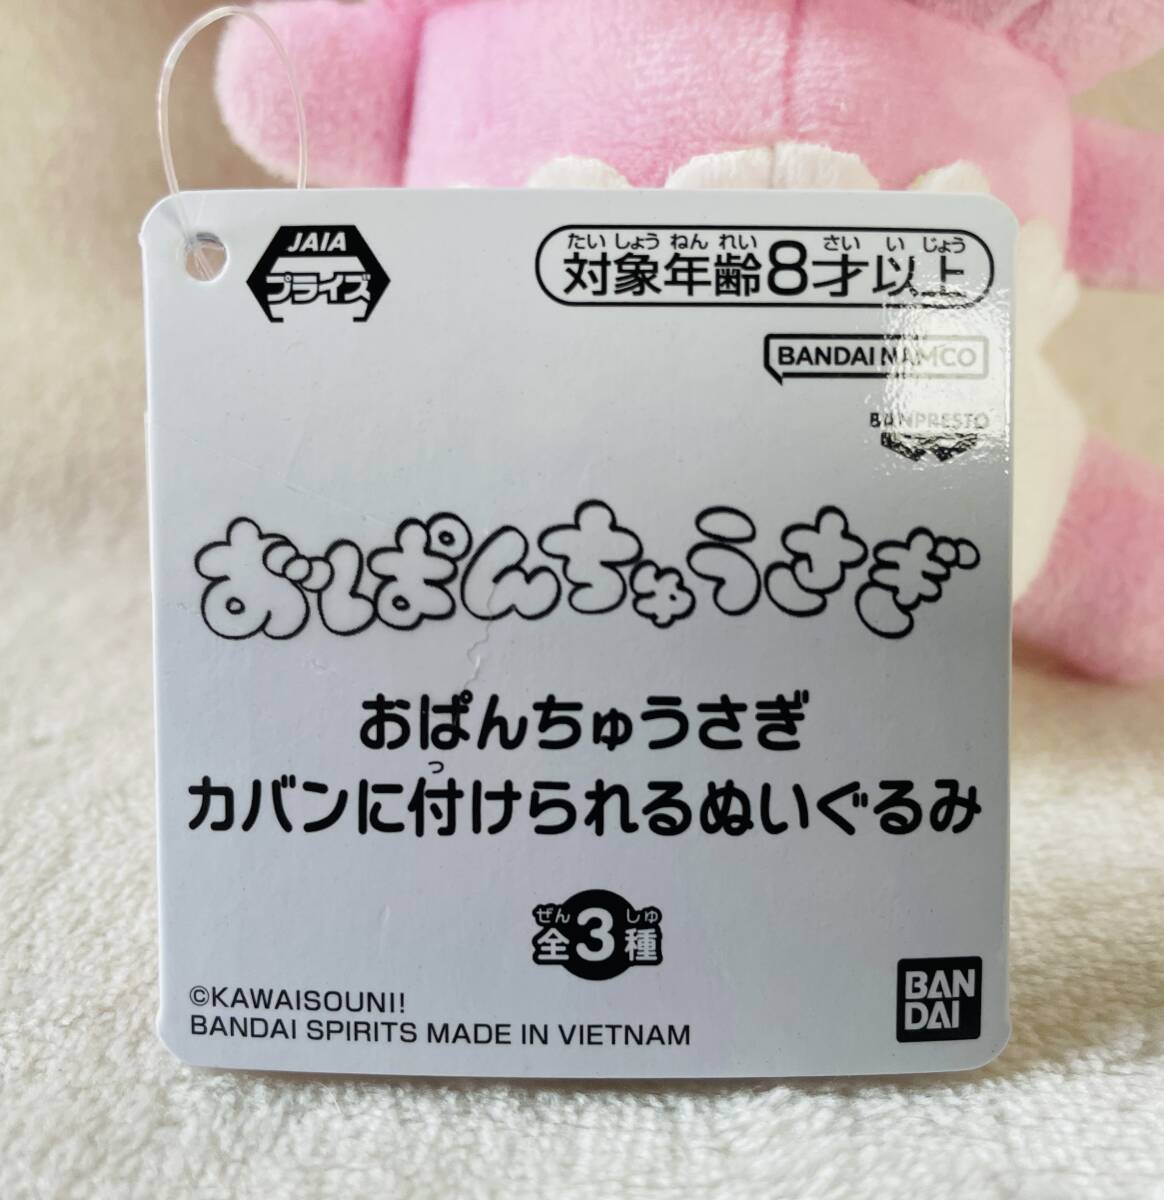 JAIA
プライズ
たいしょうねんれい さい いじょう
対象年齢8才以上
BANDAI NAMCO
BANPRESTO
おぱんちゅうさぎ
おぱんちゅうさぎ
っ
カバンに付けられるぬいぐるみ
ぜん しゅ
全3種
©KAWAISOUNI!
BANDAI SPIRITS MADE IN VIETNAM
BAN
DAI